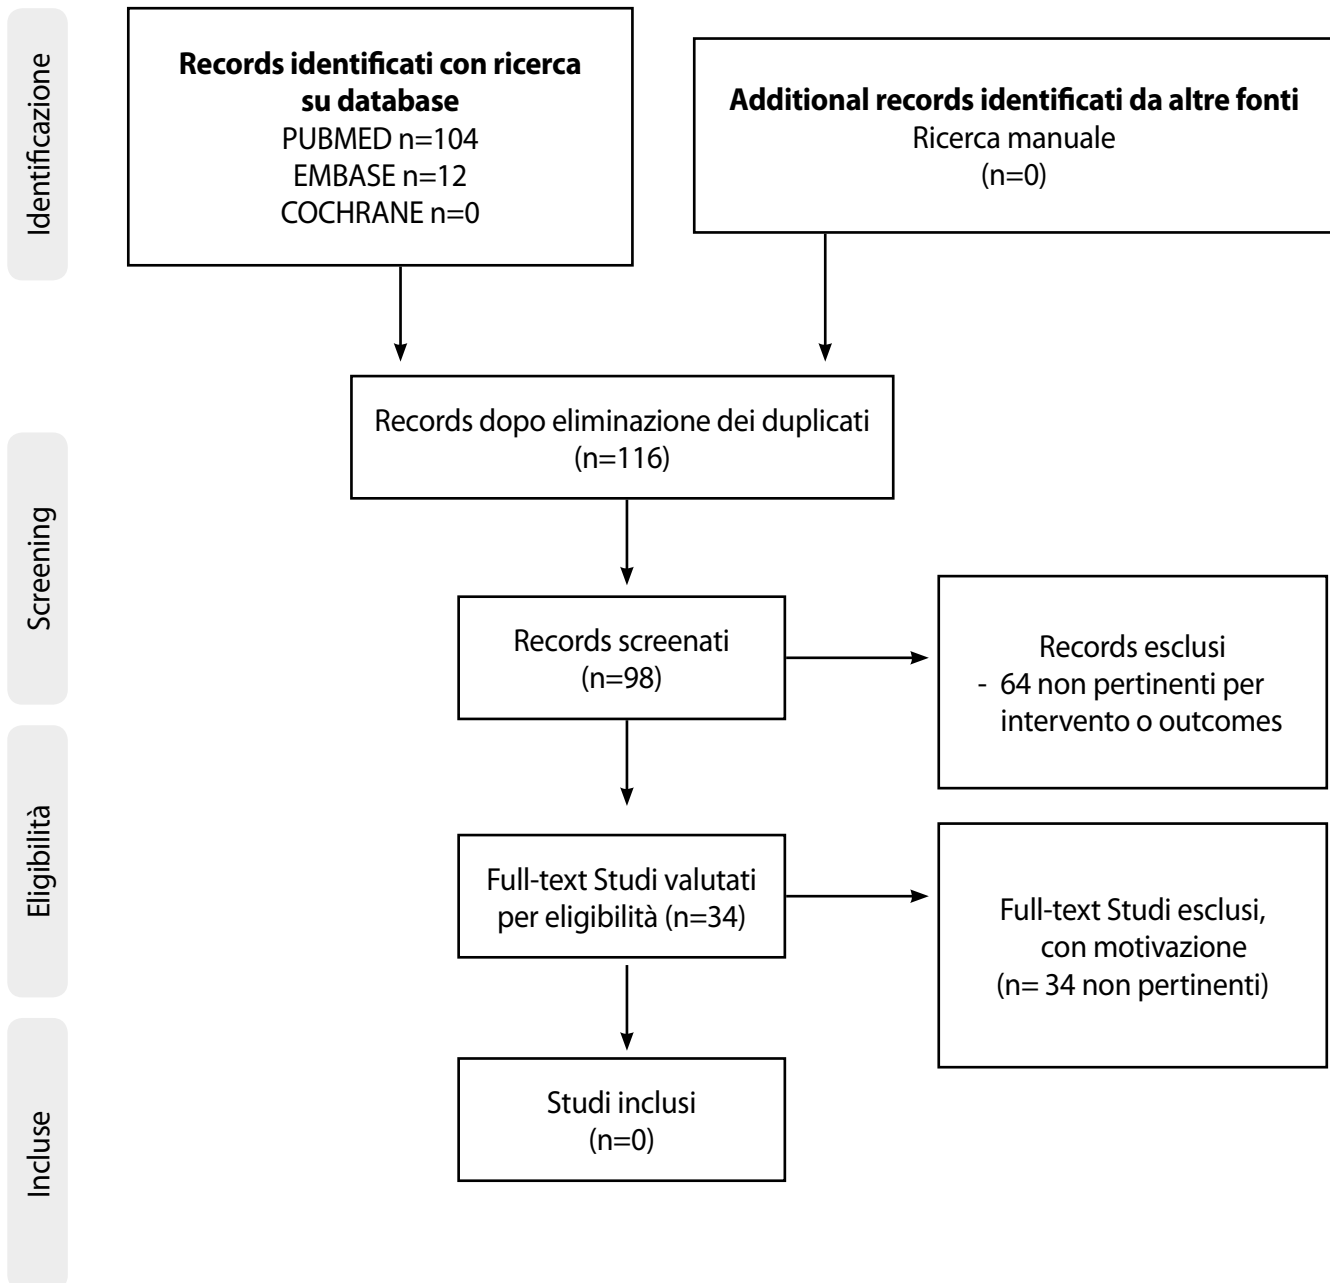 Identificazione
Records identificati con ricerca
su database
PUBMED n=104
EMBASE n=12
COCHRANE n=0
Additional records identificati da altre fonti
Ricerca manuale
(n=0)
Records dopo eliminazione dei duplicati
(n=116)
Screening
Records screenati
(n=98)
Records esclusi
- 64 non pertinenti per
intervento o outcomes
Eligibilità
Full-text Studi valutati
per eligibilità (n=34)
Full-text Studi esclusi,
con motivazione
(n= 34 non pertinenti)
Incluse
Studi inclusi
(n=0)